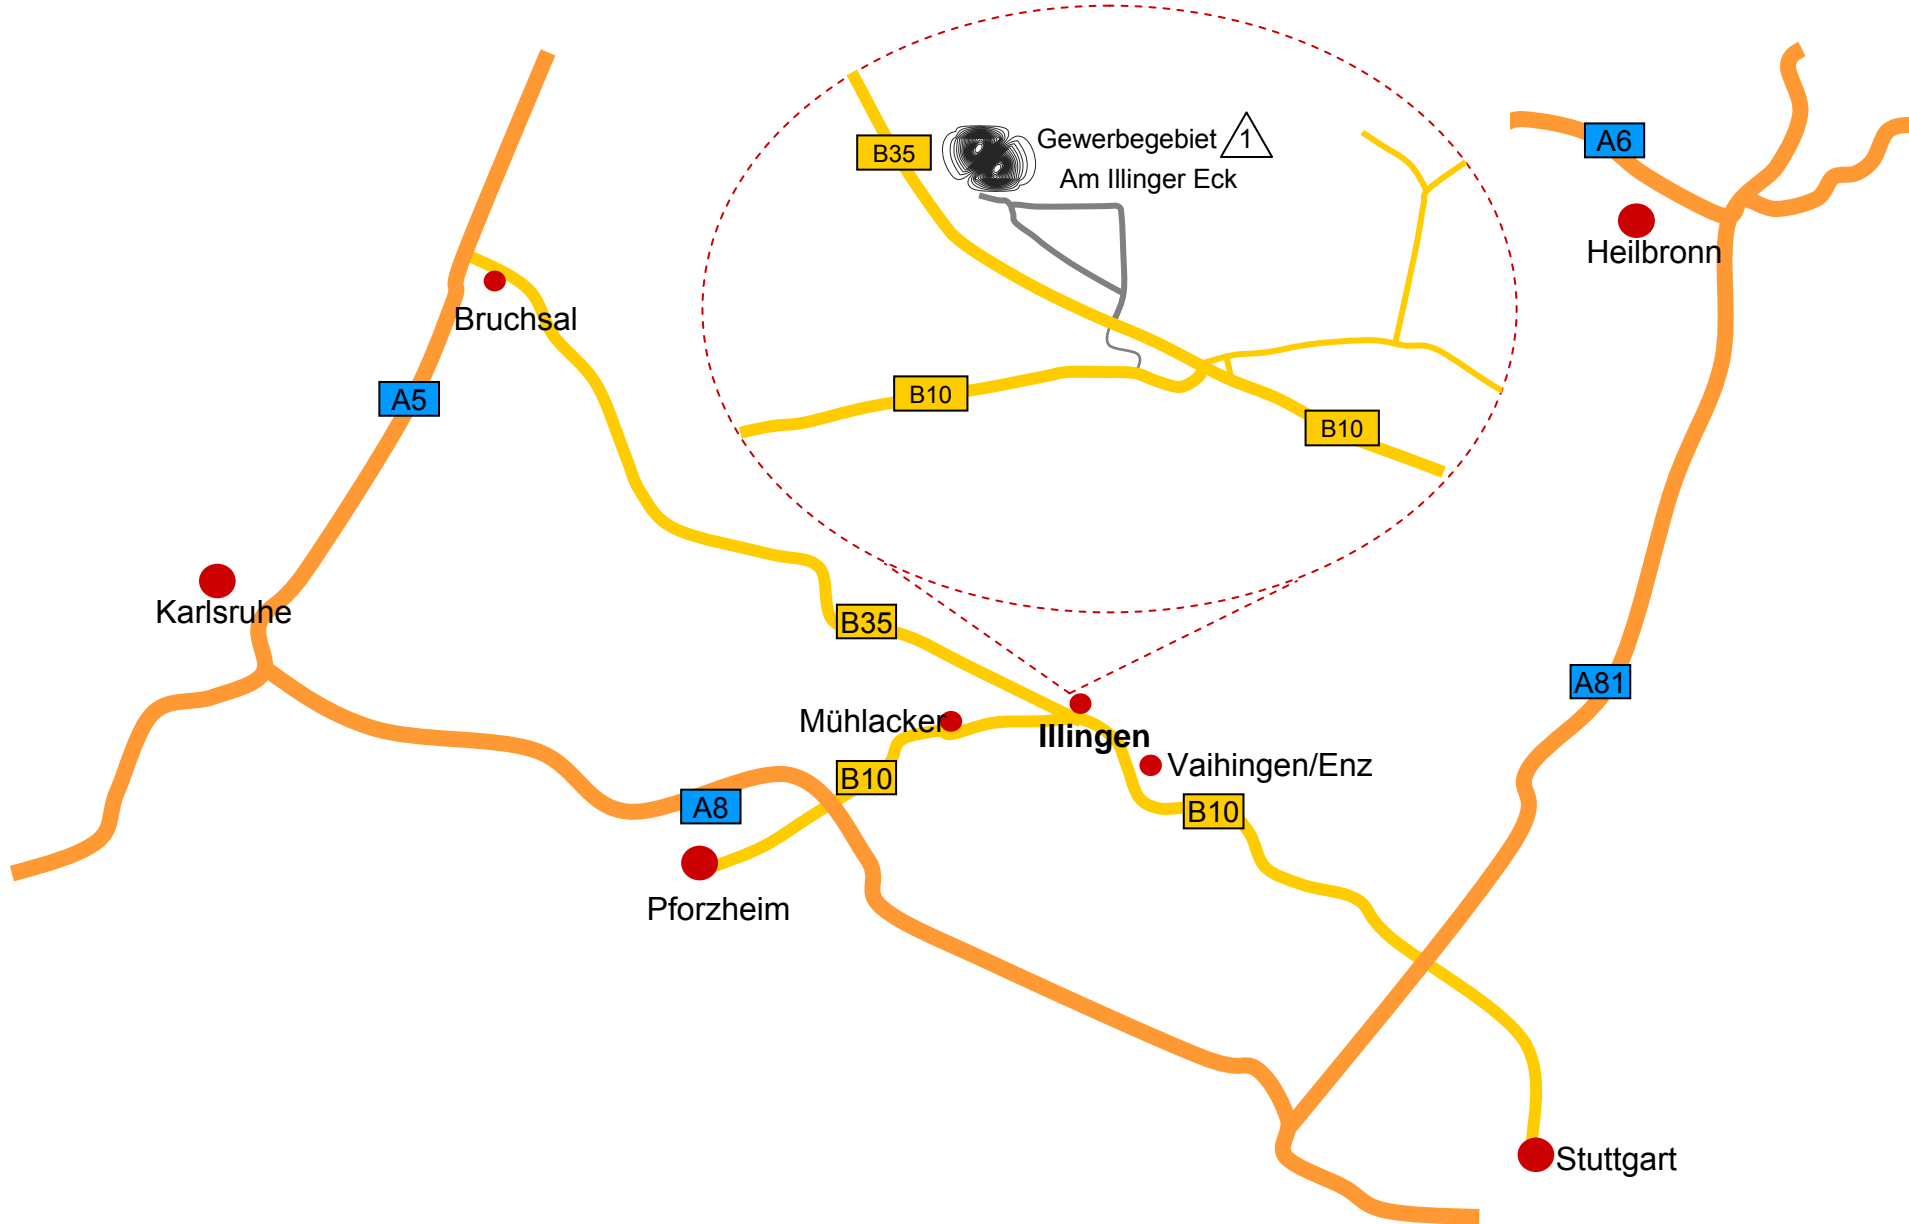 Gewerbegebiet 1
Am Illinger Eck
B35
A6
Heilbronn
Bruchsal
A5
B10
B10
Karlsruhe
B35
A81
Mühlacker
Illingen
Vaihingen/Enz
B10
A8
B10
Pforzheim
Stuttgart